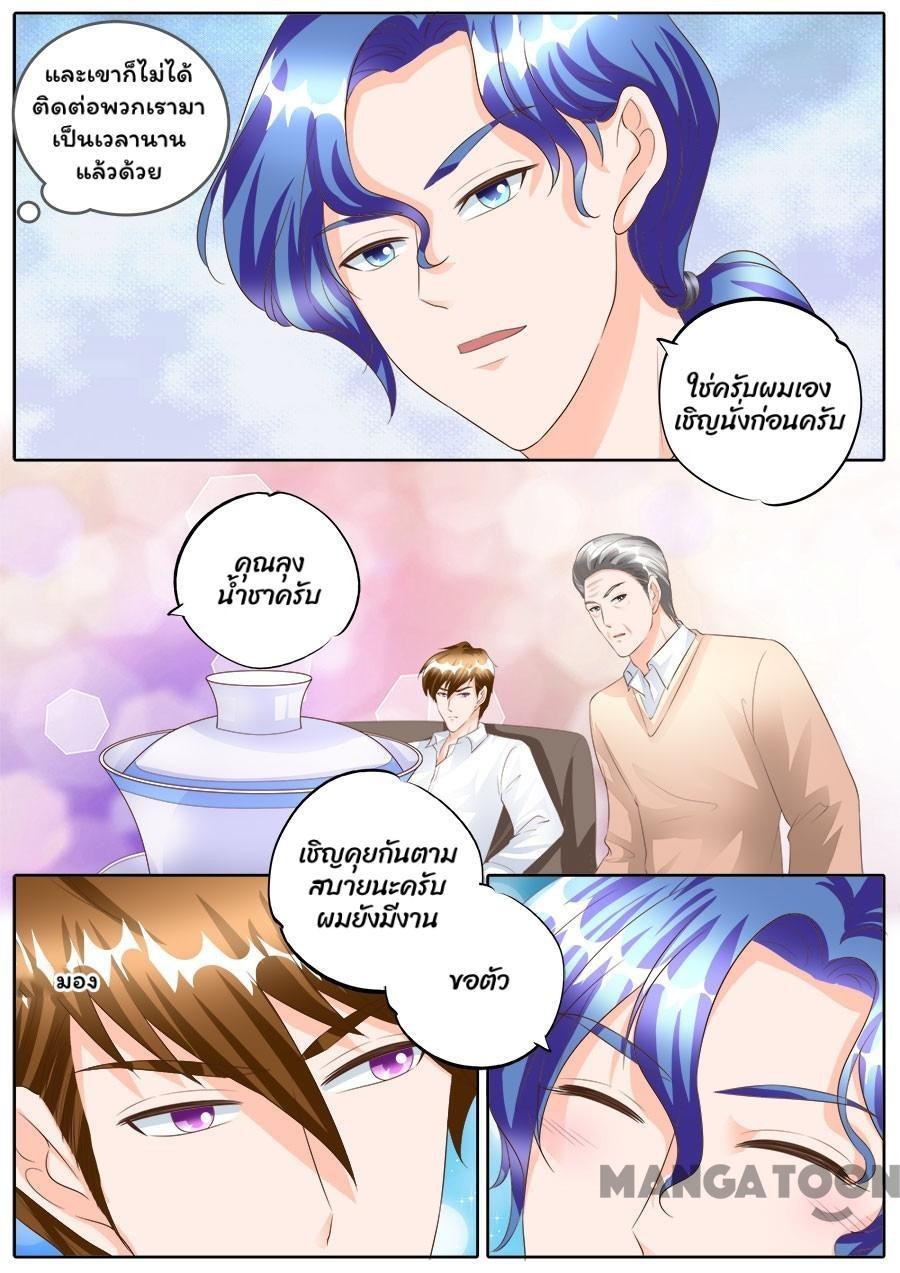 และเขาก็ไม่ได้
ติดต่อพวกเรามา
เป็นเวลานาน
แล้วด้วย
ใช่ครับผมเอง
เชิญนั่งก่อนครับ
คุณลุง
น้ำชาครับ
เชิญคุยกันตาม
สบายนะครับ
ผมยังมีงาน
ขอตัว
มอง
MANGATOON